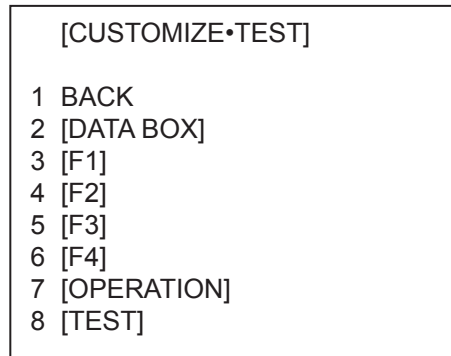 [CUSTOMIZE•TEST]
1 BACK
2 [DATA BOX]
3 [F1]
4 [F2]
5 [F3]
6 [F4]
7 [OPERATION]
8 [TEST]